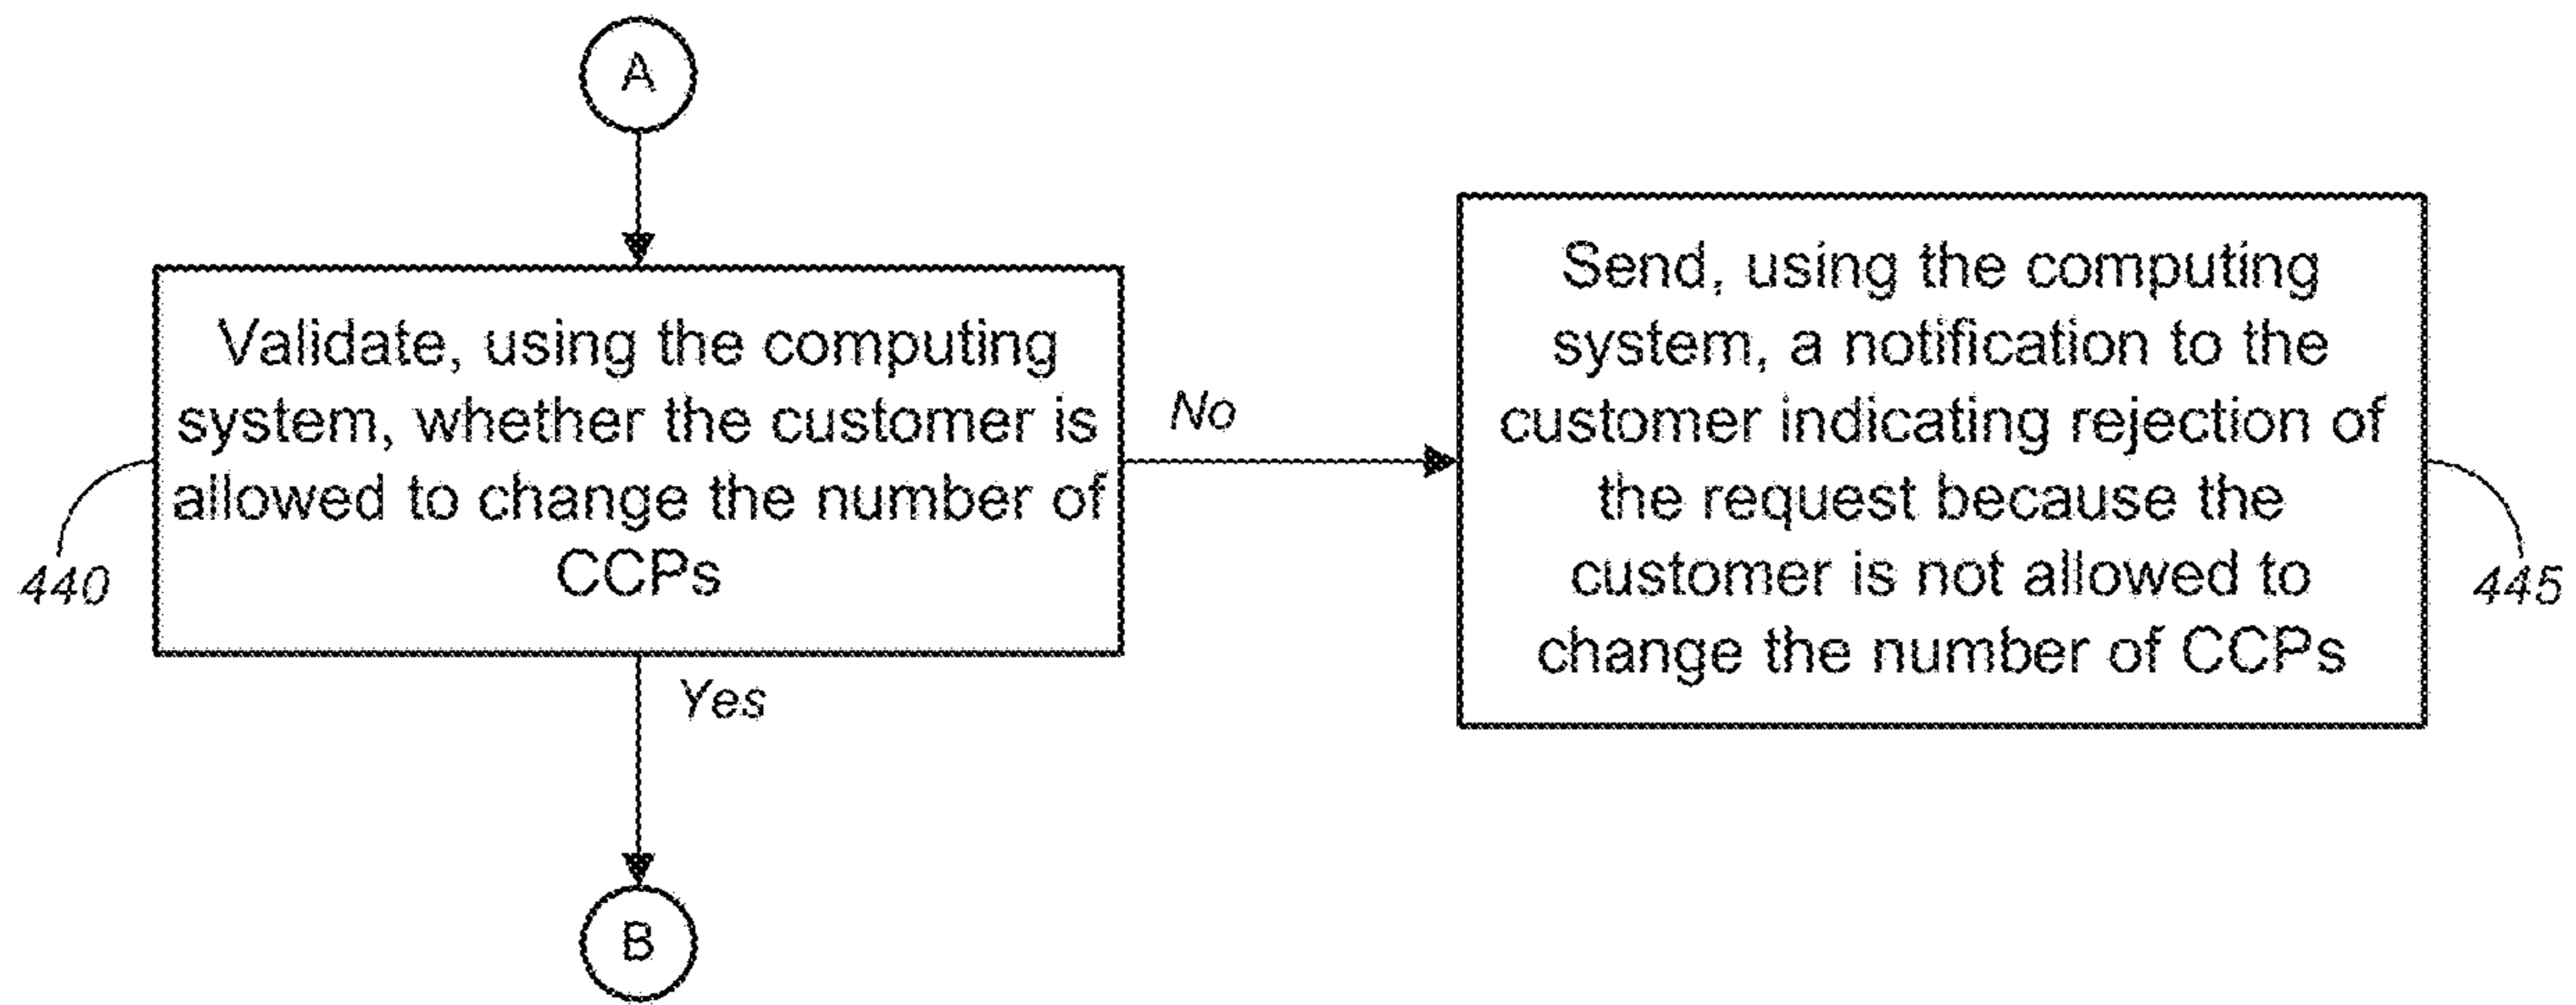 A
Validate, using the computing
system, whether the customer is
allowed to change the number of
CCPs
440
No
Send, using the computing
system, a notification to the
customer indicating rejection of
the request because the
customer is not allowed to
change the number of CCPs
445
Yes
B